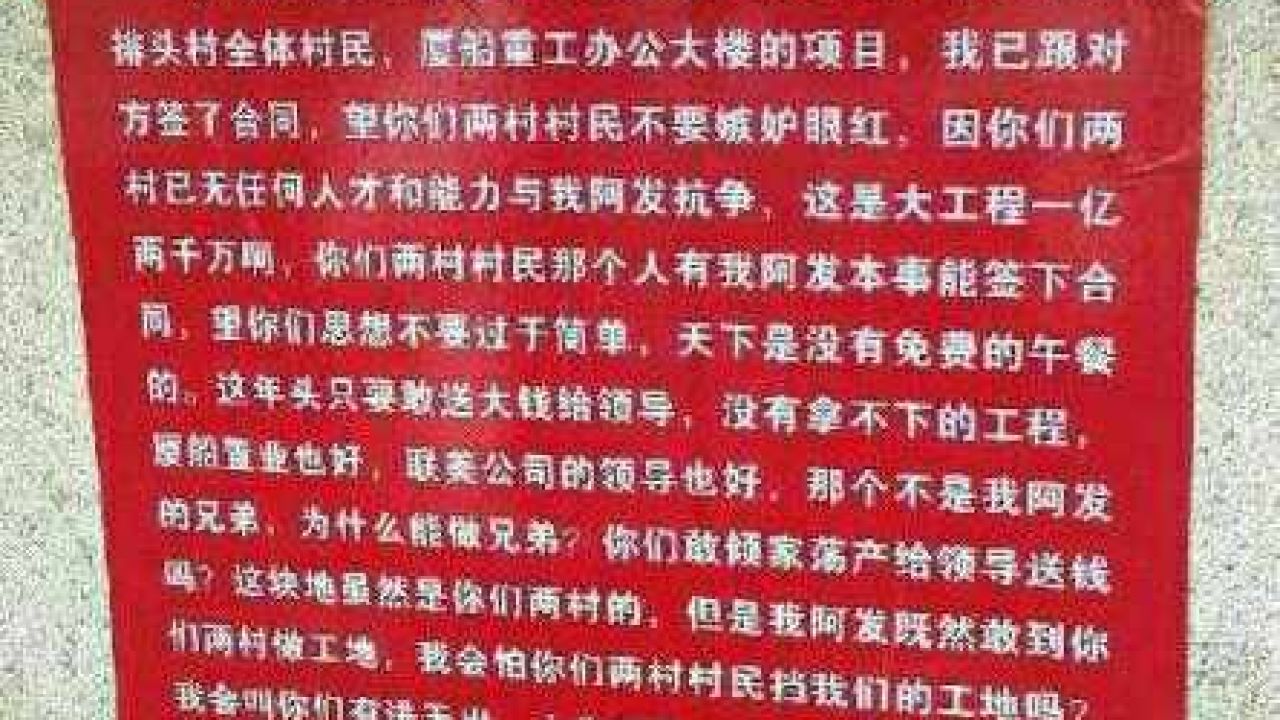 排头村全体村民，厦船重工办公大楼的项目，我已跟对
方签了合同，望你们两村村民不要嫉妒眼红，因你们两
村已无任何人才和能力与我阿发抗争，这是大工程一亿
两千万啊，你们两村村民那个人有我阿发本事能签下合
同，望你们思想不要过于简单，天下是没有免费的午餐
的。这年头只要敢送大钱给领导，没有拿不下的工程，
厦船置业也好，联美公司的领导也好，那个不是我阿发
的兄弟，为什么能做兄弟？你们敢倾家荡产给领导送钱
吗？这块地虽然是你们两村的，但是我阿发既然敢到你
们两村做工地，我会怕你们两村村民挡我们的工地吗？
我会叫你们有进无出